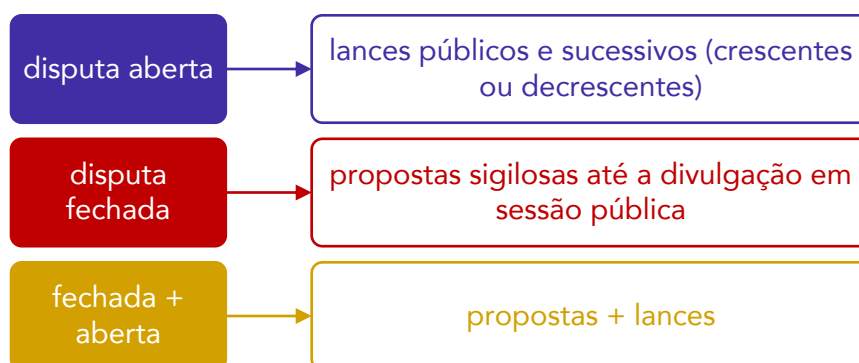 disputa aberta
lances públicos e sucessivos (crescentes
ou decrescentes)
disputa
fechada
propostas sigilosas até a divulgação em
sessão pública
fechada +
aberta
propostas + lances